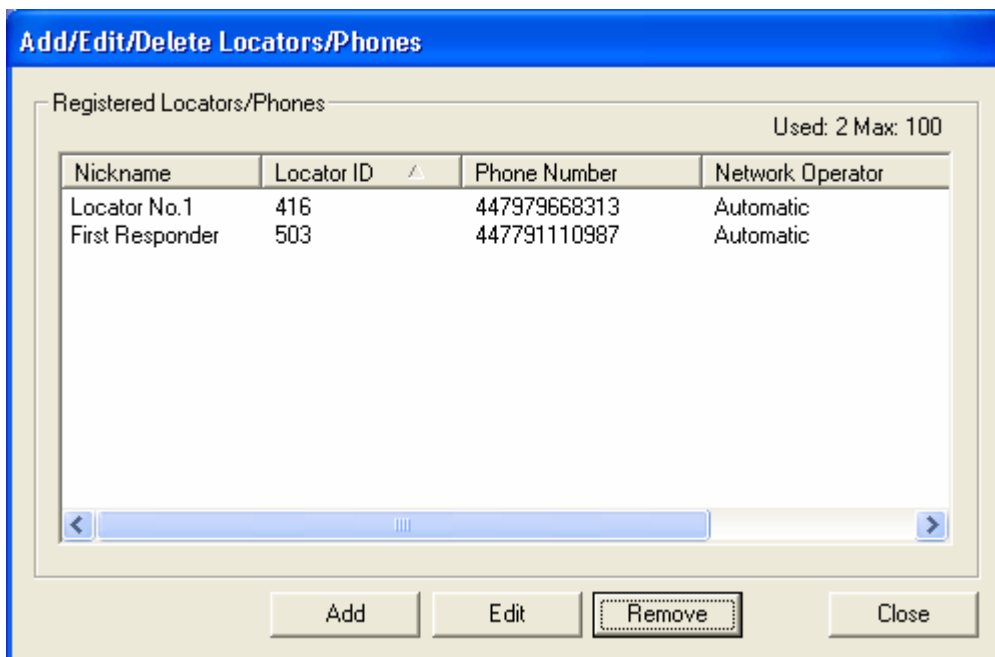 Add/Edit/Delete Locators/Phones
Registered Locators/Phones
Used: 2 Max: 100
Nickname Locator ID Phone Number Network Operator
Locator No.1 416 447979668313 Automatic
First Responder 503 447791110987 Automatic
Add Edit Remove Close